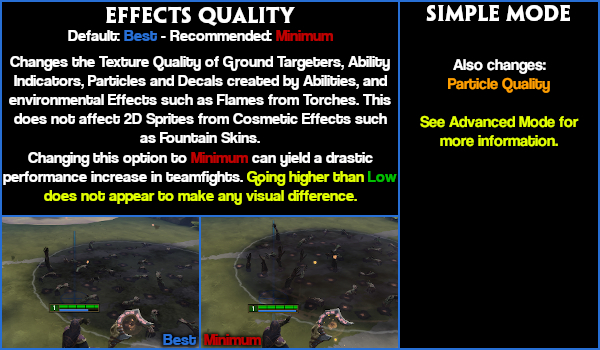 EFFECTS QUALITY
Default: Best - Recommended: Minimum
Changes the Texture Quality of Ground Targeters, Ability
Indicators, Particles and Decals created by Abilities, and
environmental Effects such as Flames from Torches. This
does not affect 2D Sprites from Cosmetic Effects such
as Fountain Skins.
Changing this option to Minimum can yield a drastic
performance increase in teamfights. Going higher than Low
does not appear to make any visual difference.
1
Best
1
Minimum
SIMPLE MODE
Also changes:
Particle Quality
See Advanced Mode for
more information.